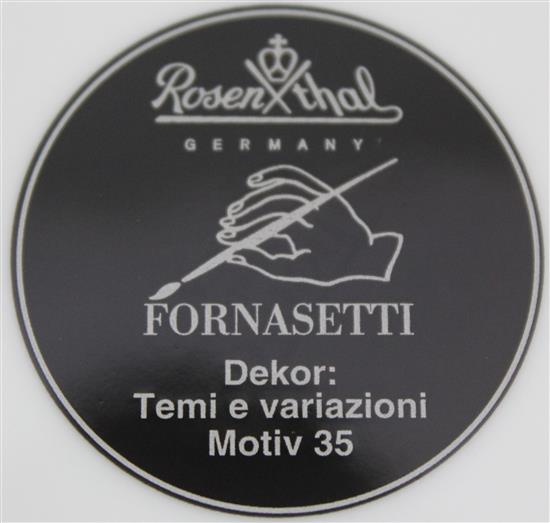 Rosenthal
GERMANY
FORNASETTI
Dekor:
Temi e variazioni
Motiv 35